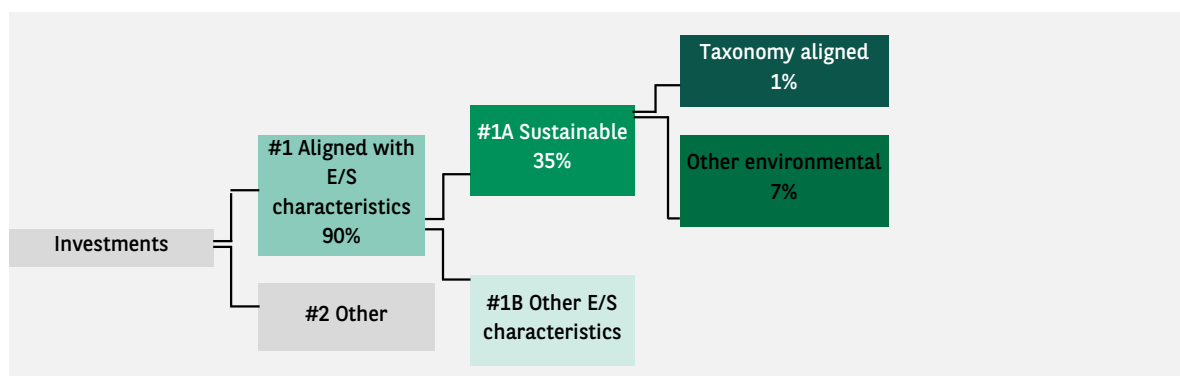 Taxonomy aligned
1%
#1A Sustainable
35%
#1 Aligned with
E/S
characteristics
90%
Other environmental
7%
Investments
#2 Other
#1B Other E/S
characteristics